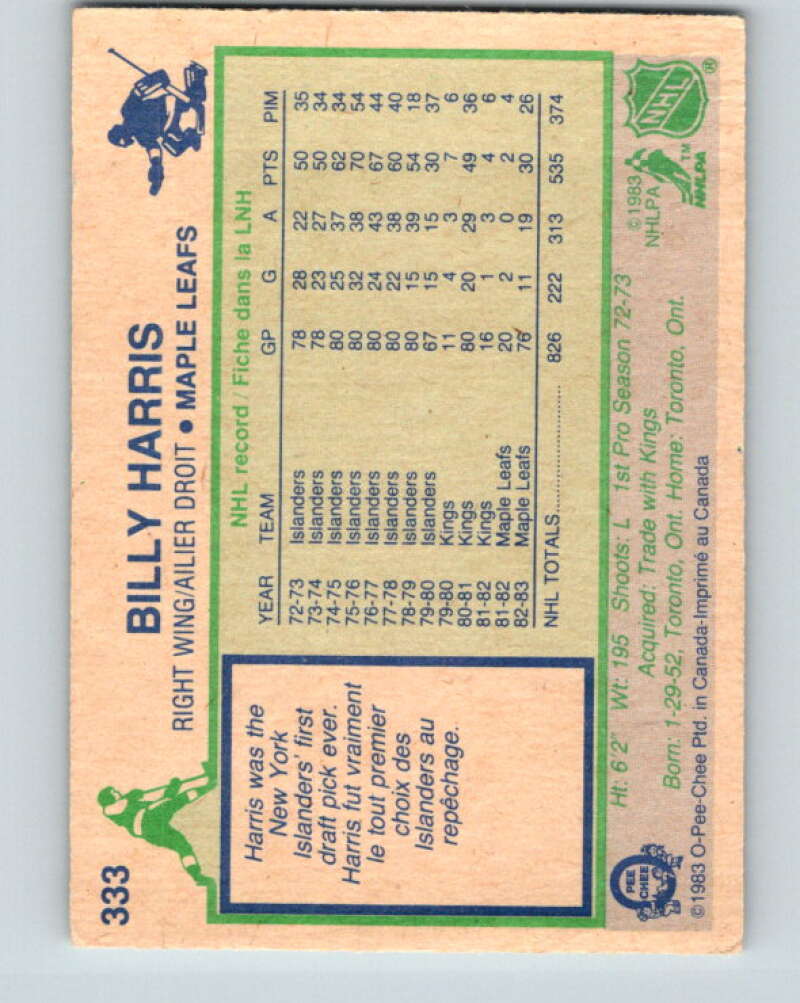 333
BILLY HARRIS
RIGHT WING/AILIER DROIT • MAPLE LEAFS
Harris was the
New York
Islanders' first
draft pick ever.
Harris fut vraiment
le tout premier
choix des
Islanders au
repêchage.
NHL record / Fiche dans la LNH
YEAR TEAM GP G A PTS PIM
72-73 Islanders 78 28 22 50 35
73-74 Islanders 78 23 27 50 34
74-75 Islanders 80 25 37 62 34
75-76 Islanders 80 32 38 70 54
76-77 Islanders 80 24 43 67 44
77-78 Islanders 80 22 38 60 40
78-79 Islanders 80 15 39 54 18
79-80 Islanders 67 15 15 30 37
79-80 Kings 11 4 3 7 6
80-81 Kings 80 20 29 49 36
81-82 Kings 16 1 3 4 6
81-82 Maple Leafs 20 2 0 2 4
82-83 Maple Leafs 76 11 19 30 26
NHL TOTALS.................... 826 222 313 535 374
Ht: 6'2" Wt: 195 Shoots: L 1st Pro Season 72-73
Acquired: Trade with Kings
Born: 1-29-52, Toronto, Ont. Home: Toronto, Ont.
©1983 O-Pee-Chee Ptd. in Canada-Imprimé au Canada
O
PEE
CHEE
©1983
NHLPA
TM
NHLPA
NHL
®